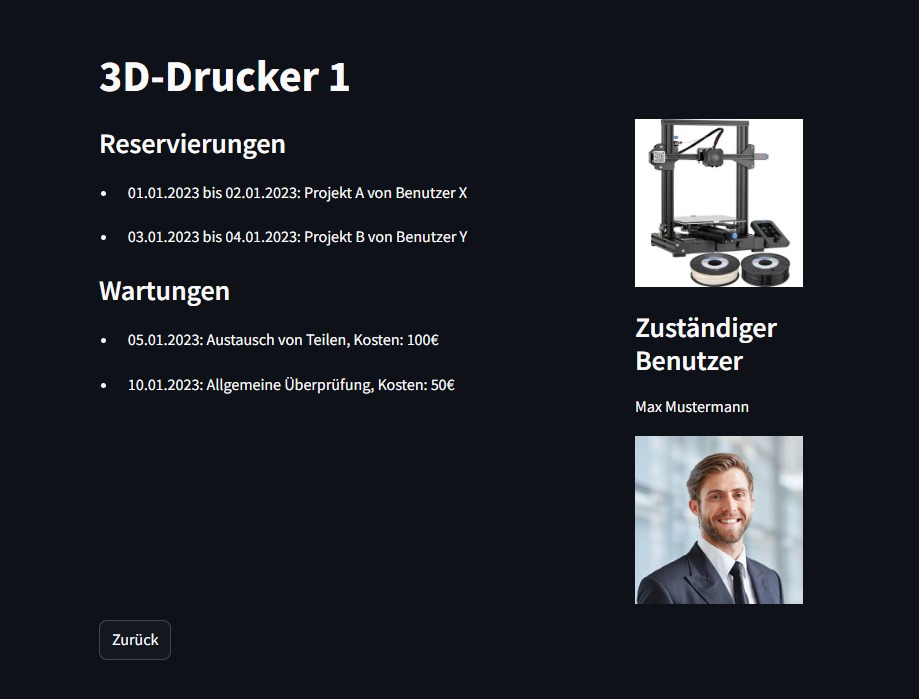 3D-Drucker 1
Reservierungen
• 01.01.2023 bis 02.01.2023: Projekt A von Benutzer X
• 03.01.2023 bis 04.01.2023: Projekt B von Benutzer Y
Wartungen
• 05.01.2023: Austausch von Teilen, Kosten: 100€
• 10.01.2023: Allgemeine Überprüfung, Kosten: 50€
Zuständiger
Benutzer
Max Mustermann
Zurück